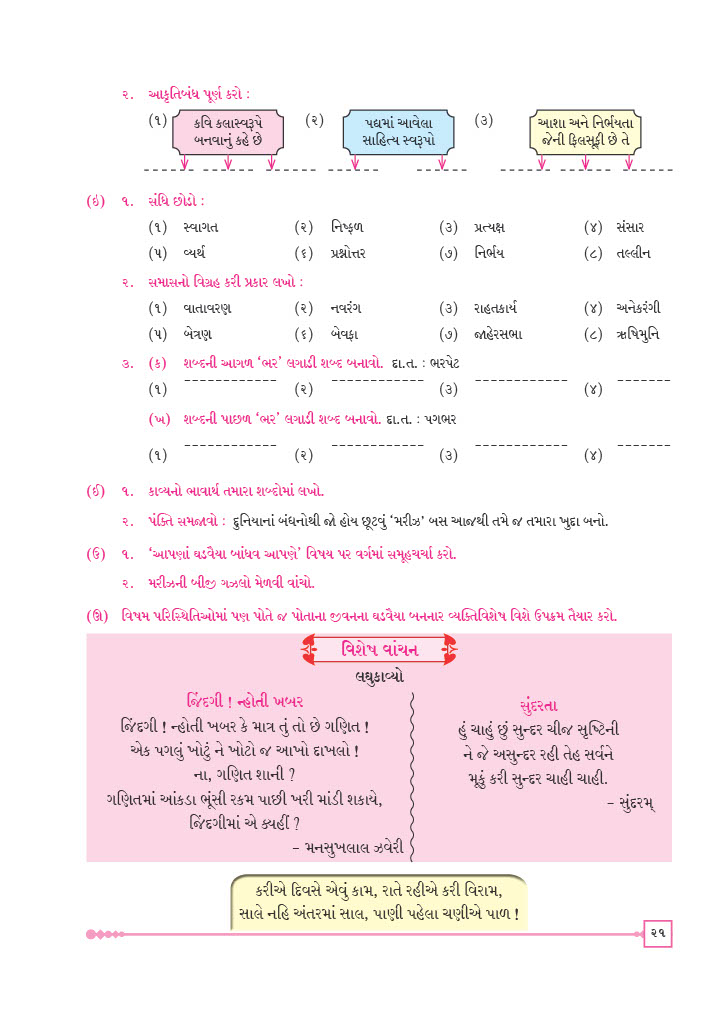 ૨. આકૃતિબંધ પૂર્ણ કરો :
(૧) કવિ કલાસ્વરૂપે બનવાનું કહે છે (૨) પદ્યમાં આવેલા સાહિત્ય સ્વરૂપો (૩) આશા અને નિર્ભયતા જેની ફિલસૂફી છે તે
(ઇ) ૧. સંધિ છોડો :
(૧) સ્વાગત (૨) નિષ્ફળ (૩) પ્રત્યક્ષ (૪) સંસાર
(૫) વ્યર્થ (૬) પ્રશ્નોત્તર (૭) નિર્ભય (૮) તલ્લીન
૨. સમાસનો વિગ્રહ કરી પ્રકાર લખો :
(૧) વાતાવરણ (૨) નવરંગ (૩) રાહતકાર્ય (૪) અનેકરંગી
(૫) બેત્રણ (૬) બેવફા (૭) જાહેરસભા (૮) ઋષિમુનિ
૩. (ક) શબ્દની આગળ ‘ભર’ લગાડી શબ્દ બનાવો. દા.ત. : ભરપેટ
(૧) ------------ (૨) ------------ (૩) ------------ (૪) -------
(ખ) શબ્દની પાછળ ‘ભર’ લગાડી શબ્દ બનાવો. દા.ત. : પગભર
(૧) ------------ (૨) ------------ (૩) ------------ (૪) -------
(ઈ) ૧. કાવ્યનો ભાવાર્થ તમારા શબ્દોમાં લખો.
૨. પંક્તિ સમજાવો : દુનિયાનાં બંધનોથી જો હોય છૂટવું ‘મરીઝ’ બસ આજથી તમે જ તમારા ખુદા બનો.
(ઉ) ૧. ‘આપણાં ઘડવૈયા બાંધવ આપણે’ વિષય પર વર્ગમાં સમૂહચર્ચા કરો.
૨. મરીઝની બીજી ગઝલો મેળવી વાંચો.
(ઊ) વિષમ પરિસ્થિતિઓમાં પણ પોતે જ પોતાના જીવનના ઘડવૈયા બનનાર વ્યક્તિવિશેષ વિશે ઉપક્રમ તૈયાર કરો.
વિશેષ વાંચન
લઘુકાવ્યો
જિંદગી ! ન્હોતી ખબર
જિંદગી ! ન્હોતી ખબર કે માત્ર તું તો છે ગણિત !
એક પગલું ખોટું ને ખોટો જ આખો દાખલો !
ના, ગણિત શાની ?
ગણિતમાં આંકડા ભૂંસી રકમ પાછી ખરી માંડી શકાયે,
જિંદગીમાં એ ક્યહીં ?
– મનસુખલાલ ઝવેરી
સુંદરતા
હું ચાહું છું સુન્દર ચીજ સૃષ્ટિની
ને જે અસુન્દર રહી તેહ સર્વને
મૂકું કરી સુન્દર ચાહી ચાહી.
– સુંદરમ્
કરીએ દિવસે એવું કામ, રાતે રહીએ કરી વિરામ,
સાલે નહિ અંતરમાં સાલ, પાણી પહેલા ચણીએ પાળ !
૨૧